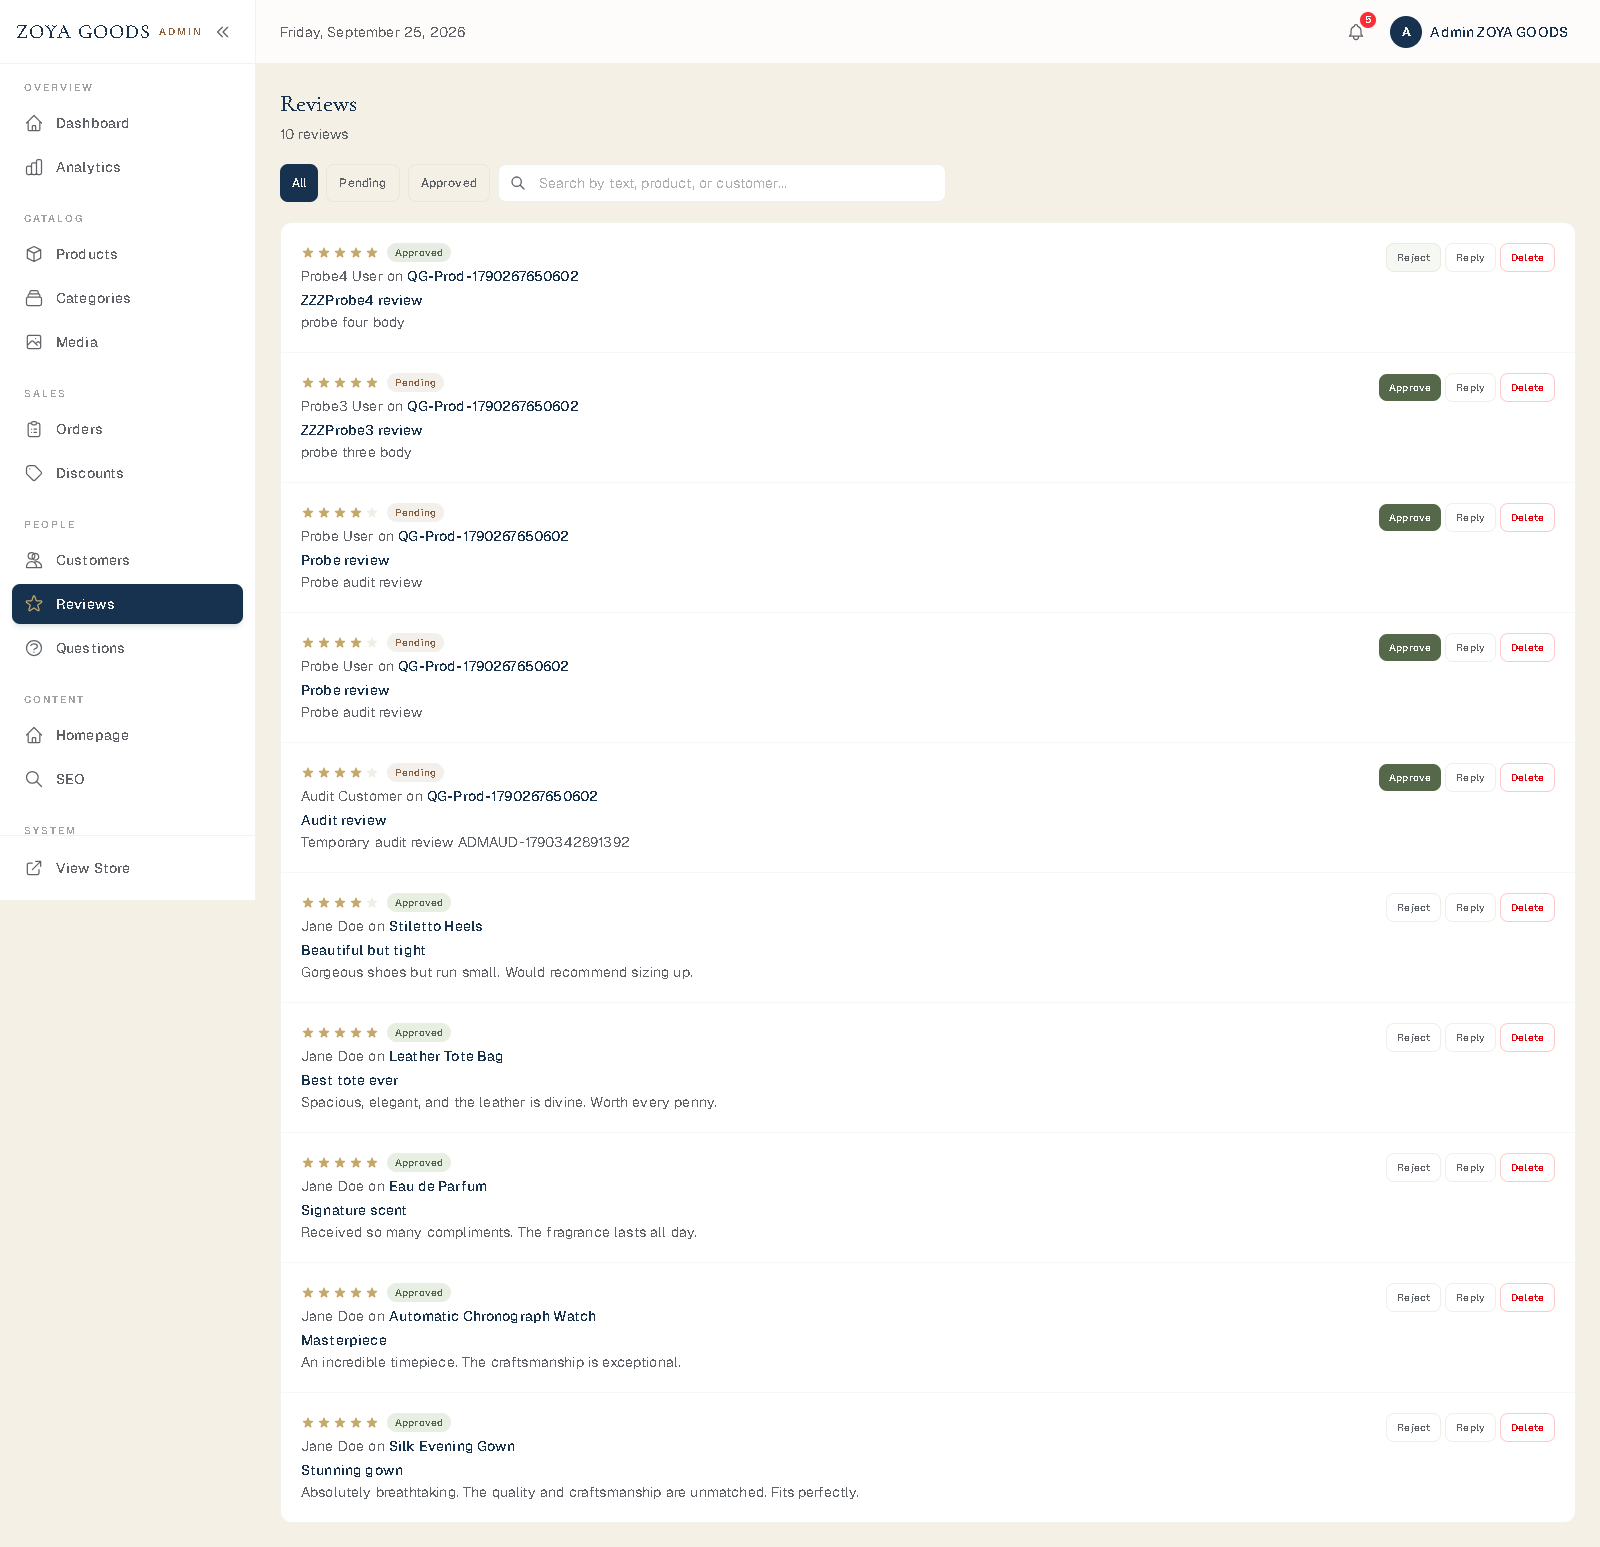 ZOYA GOODS ADMIN
Friday, September 25, 2026
5
A
Admin ZOYA GOODS
OVERVIEW
Dashboard
Analytics
CATALOG
Products
Categories
Media
SALES
Orders
Discounts
PEOPLE
Customers
Reviews
Questions
CONTENT
Homepage
SEO
SYSTEM
View Store
Reviews
10 reviews
All
Pending
Approved
Search by text, product, or customer...
Approved
Reject Reply Delete
Probe4 User on QG-Prod-1790267650602
ZZZProbe4 review
probe four body
Pending
Approve Reply Delete
Probe3 User on QG-Prod-1790267650602
ZZZProbe3 review
probe three body
Pending
Approve Reply Delete
Probe User on QG-Prod-1790267650602
Probe review
Probe audit review
Pending
Approve Reply Delete
Probe User on QG-Prod-1790267650602
Probe review
Probe audit review
Pending
Approve Reply Delete
Audit Customer on QG-Prod-1790267650602
Audit review
Temporary audit review ADMAUD-1790342891392
Approved
Reject Reply Delete
Jane Doe on Stiletto Heels
Beautiful but tight
Gorgeous shoes but run small. Would recommend sizing up.
Approved
Reject Reply Delete
Jane Doe on Leather Tote Bag
Best tote ever
Spacious, elegant, and the leather is divine. Worth every penny.
Approved
Reject Reply Delete
Jane Doe on Eau de Parfum
Signature scent
Received so many compliments. The fragrance lasts all day.
Approved
Reject Reply Delete
Jane Doe on Automatic Chronograph Watch
Masterpiece
An incredible timepiece. The craftsmanship is exceptional.
Approved
Reject Reply Delete
Jane Doe on Silk Evening Gown
Stunning gown
Absolutely breathtaking. The quality and craftsmanship are unmatched. Fits perfectly.